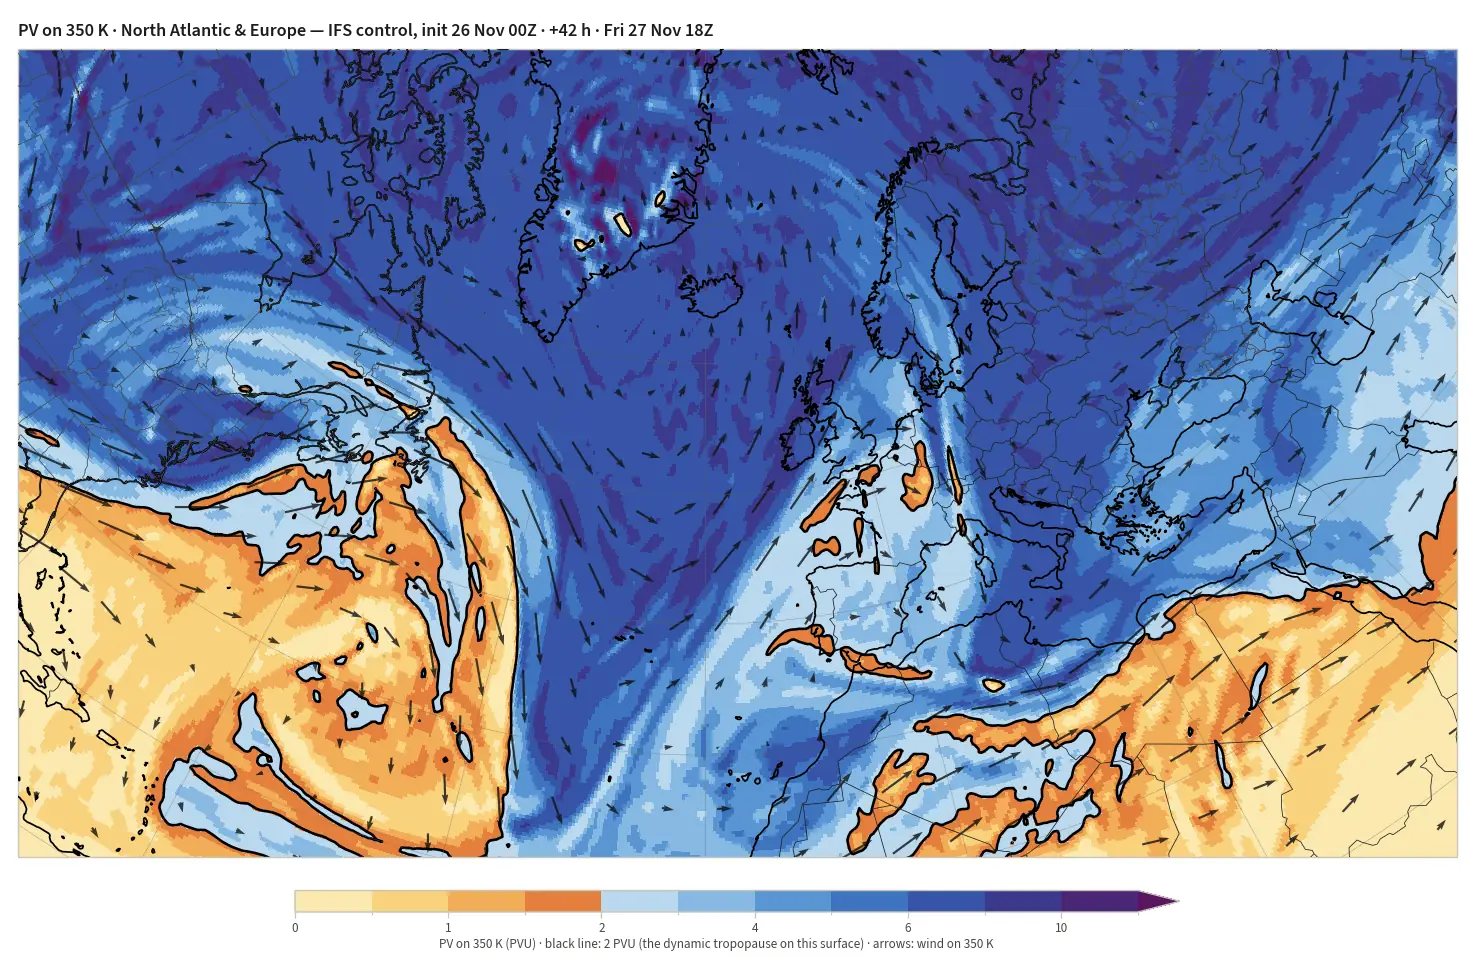 PV on 350 K · North Atlantic & Europe — IFS control, init 26 Nov 00Z · +42 h · Fri 27 Nov 18Z
0 1 2 4 6 10
PV on 350 K (PVU) · black line: 2 PVU (the dynamic tropopause on this surface) · arrows: wind on 350 K